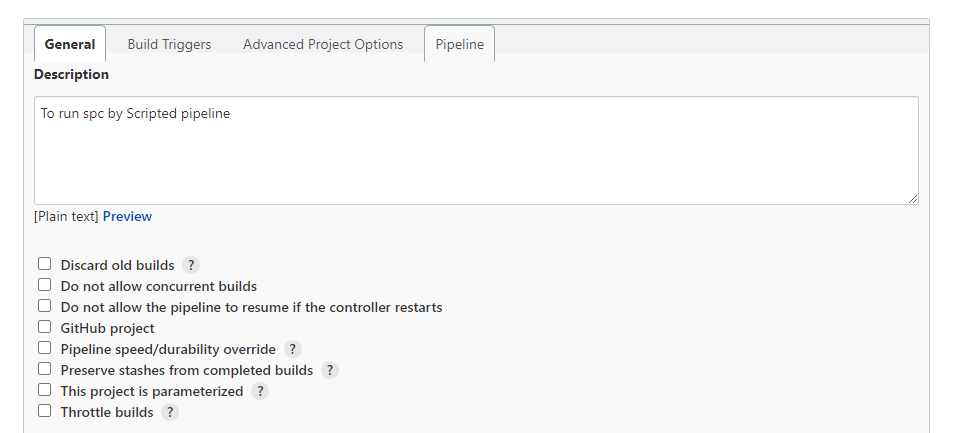 General Build Triggers Advanced Project Options Pipeline
Description
To run spc by Scripted pipeline
[Plain text] Preview
Discard old builds ?
Do not allow concurrent builds
Do not allow the pipeline to resume if the controller restarts
GitHub project
Pipeline speed/durability override ?
Preserve stashes from completed builds ?
This project is parameterized ?
Throttle builds ?